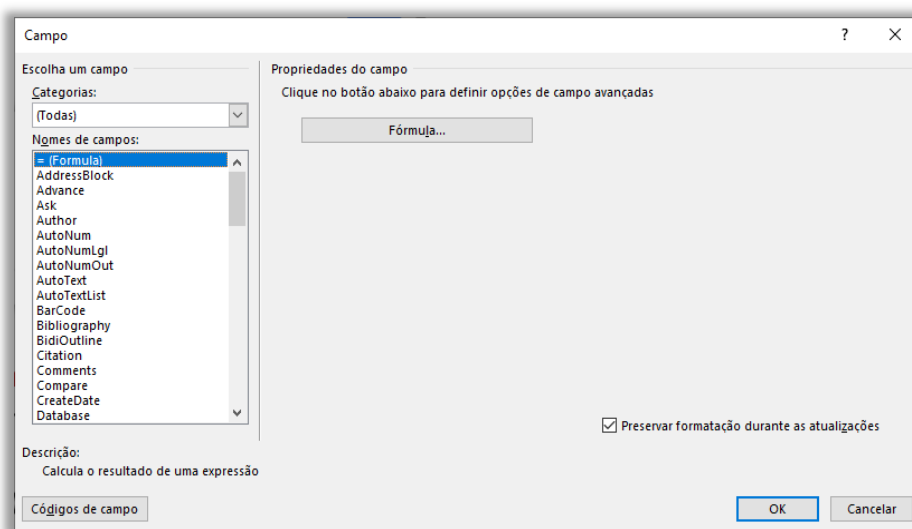 Campo
?
Escolha um campo
Categorias:
(Todas)
Nomes de campos:
= (Formula)
AddressBlock
Advance
Ask
Author
AutoNum
AutoNumLgl
AutoNumOut
AutoText
AutoTextList
BarCode
Bibliography
BidiOutline
Citation
Comments
Compare
CreateDate
Database
Propriedades do campo
Clique no botão abaixo para definir opções de campo avançadas
Fórmula...
Preservar formatação durante as atualizações
Descrição:
Calcula o resultado de uma expressão
Códigos de campo
OK
Cancelar